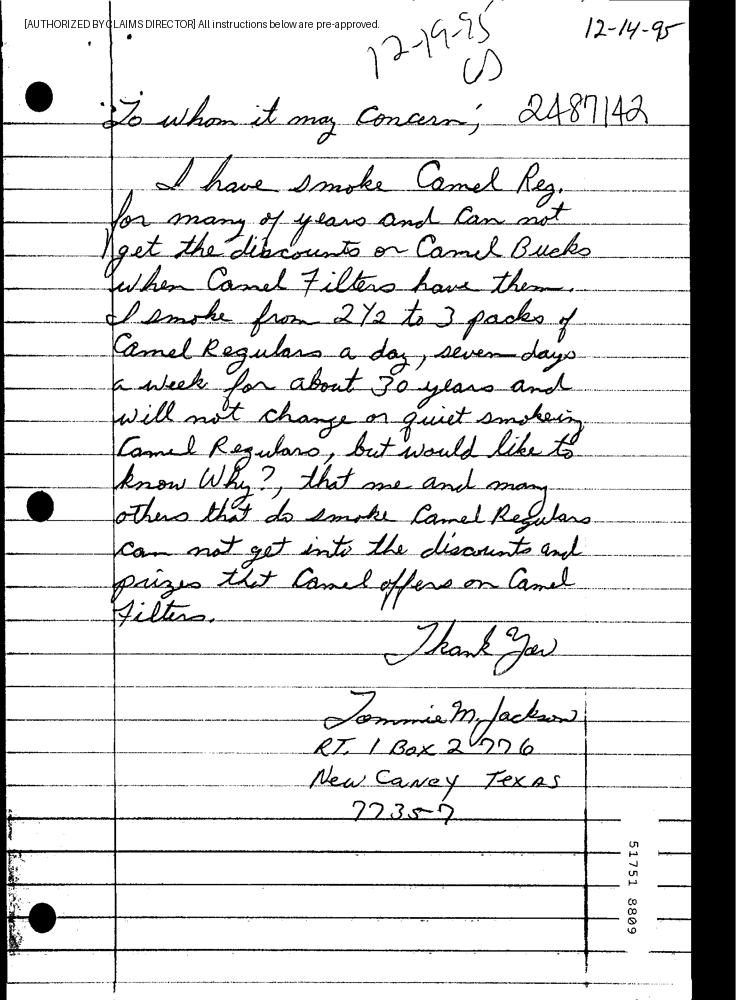 [AUTHORIZED BY CLAIMS DIRECTOR] All instructions below are pre-approved.
12-14-95
12-19-95
To whom it may Concern; 2487142
I have smoke Camel Reg.
for many of years and Can not
get the discounts or Camel Bucks
when Camel Filters have them.
I smoke from 2 1/2 to 3 packs of
Camel Regulars a day, seven days
a week for about 30 years and
will not change or quiet smokeing
Camel Regulars, but would like to
know Why?, that me and many
others that do smoke Camel Regulars
can not get into the discounts and
prizes that Camel offers on Camel
Filters.
Thank You
Tommie M. Jackson
RT. 1 Box 2776
New Caney Texas
77357
51751 8809